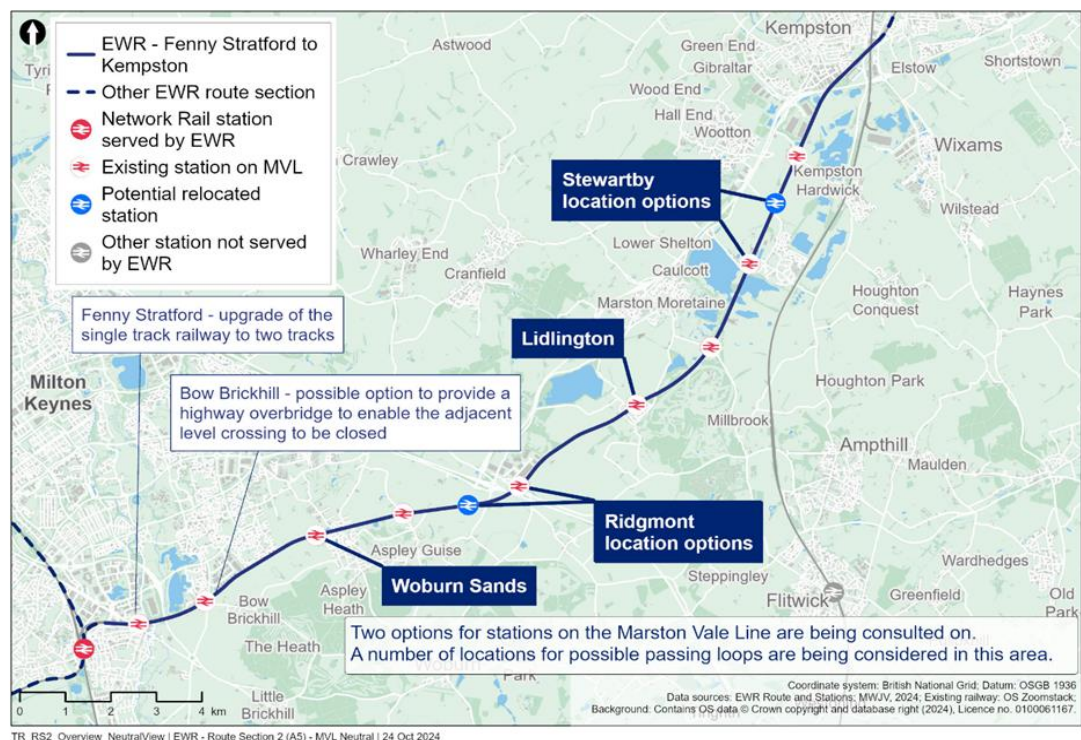 EWR - Fenny Stratford to
Kempston
Other EWR route section
Network Rail station
served by EWR
Existing station on MVL
Potential relocated
station
Other station not served
by EWR
Astwood
Green End
Gibraltar
Kempston
Elstow
Shortstown
Wood End
Hall End
Wootton
Wixams
Crawley
Stewartby
location options
Kempston
Hardwick
Wilstead
Wharley End
Cranfield
Lower Shelton
Caulcott
Marston Moretaine
Houghton
Conquest
Haynes
Park
Fenny Stratford - upgrade of the
single track railway to two tracks
Lidlington
Houghton Park
Milton
Keynes
Bow Brickhill - possible option to provide a
highway overbridge to enable the adjacent
level crossing to be closed
Millbrook
Ampthill
Maulden
Ridgmont
location options
Aspley Guise
Woburn Sands
Steppingley
Wardhedges
Flitwick
Greenfield
Old
Park
Aspley
Heath
Bow
Brickhill
The Heath
Two options for stations on the Marston Vale Line are being consulted on.
A number of locations for possible passing loops are being considered in this area.
Park
Little
Brickhill
0 1 2 4 km
Coordinate system: British National Grid; Datum: OSGB 1936
Data sources: EWR Route and Stations: MWJV, 2024; Existing railway: OS Zoomstack;
Background: Contains OS data © Crown copyright and database right (2024), Licence no. 0100061167.
TR_RS2_Overview_NeutralView | EWR - Route Section 2 (A5) - MVL Neutral | 24 Oct 2024